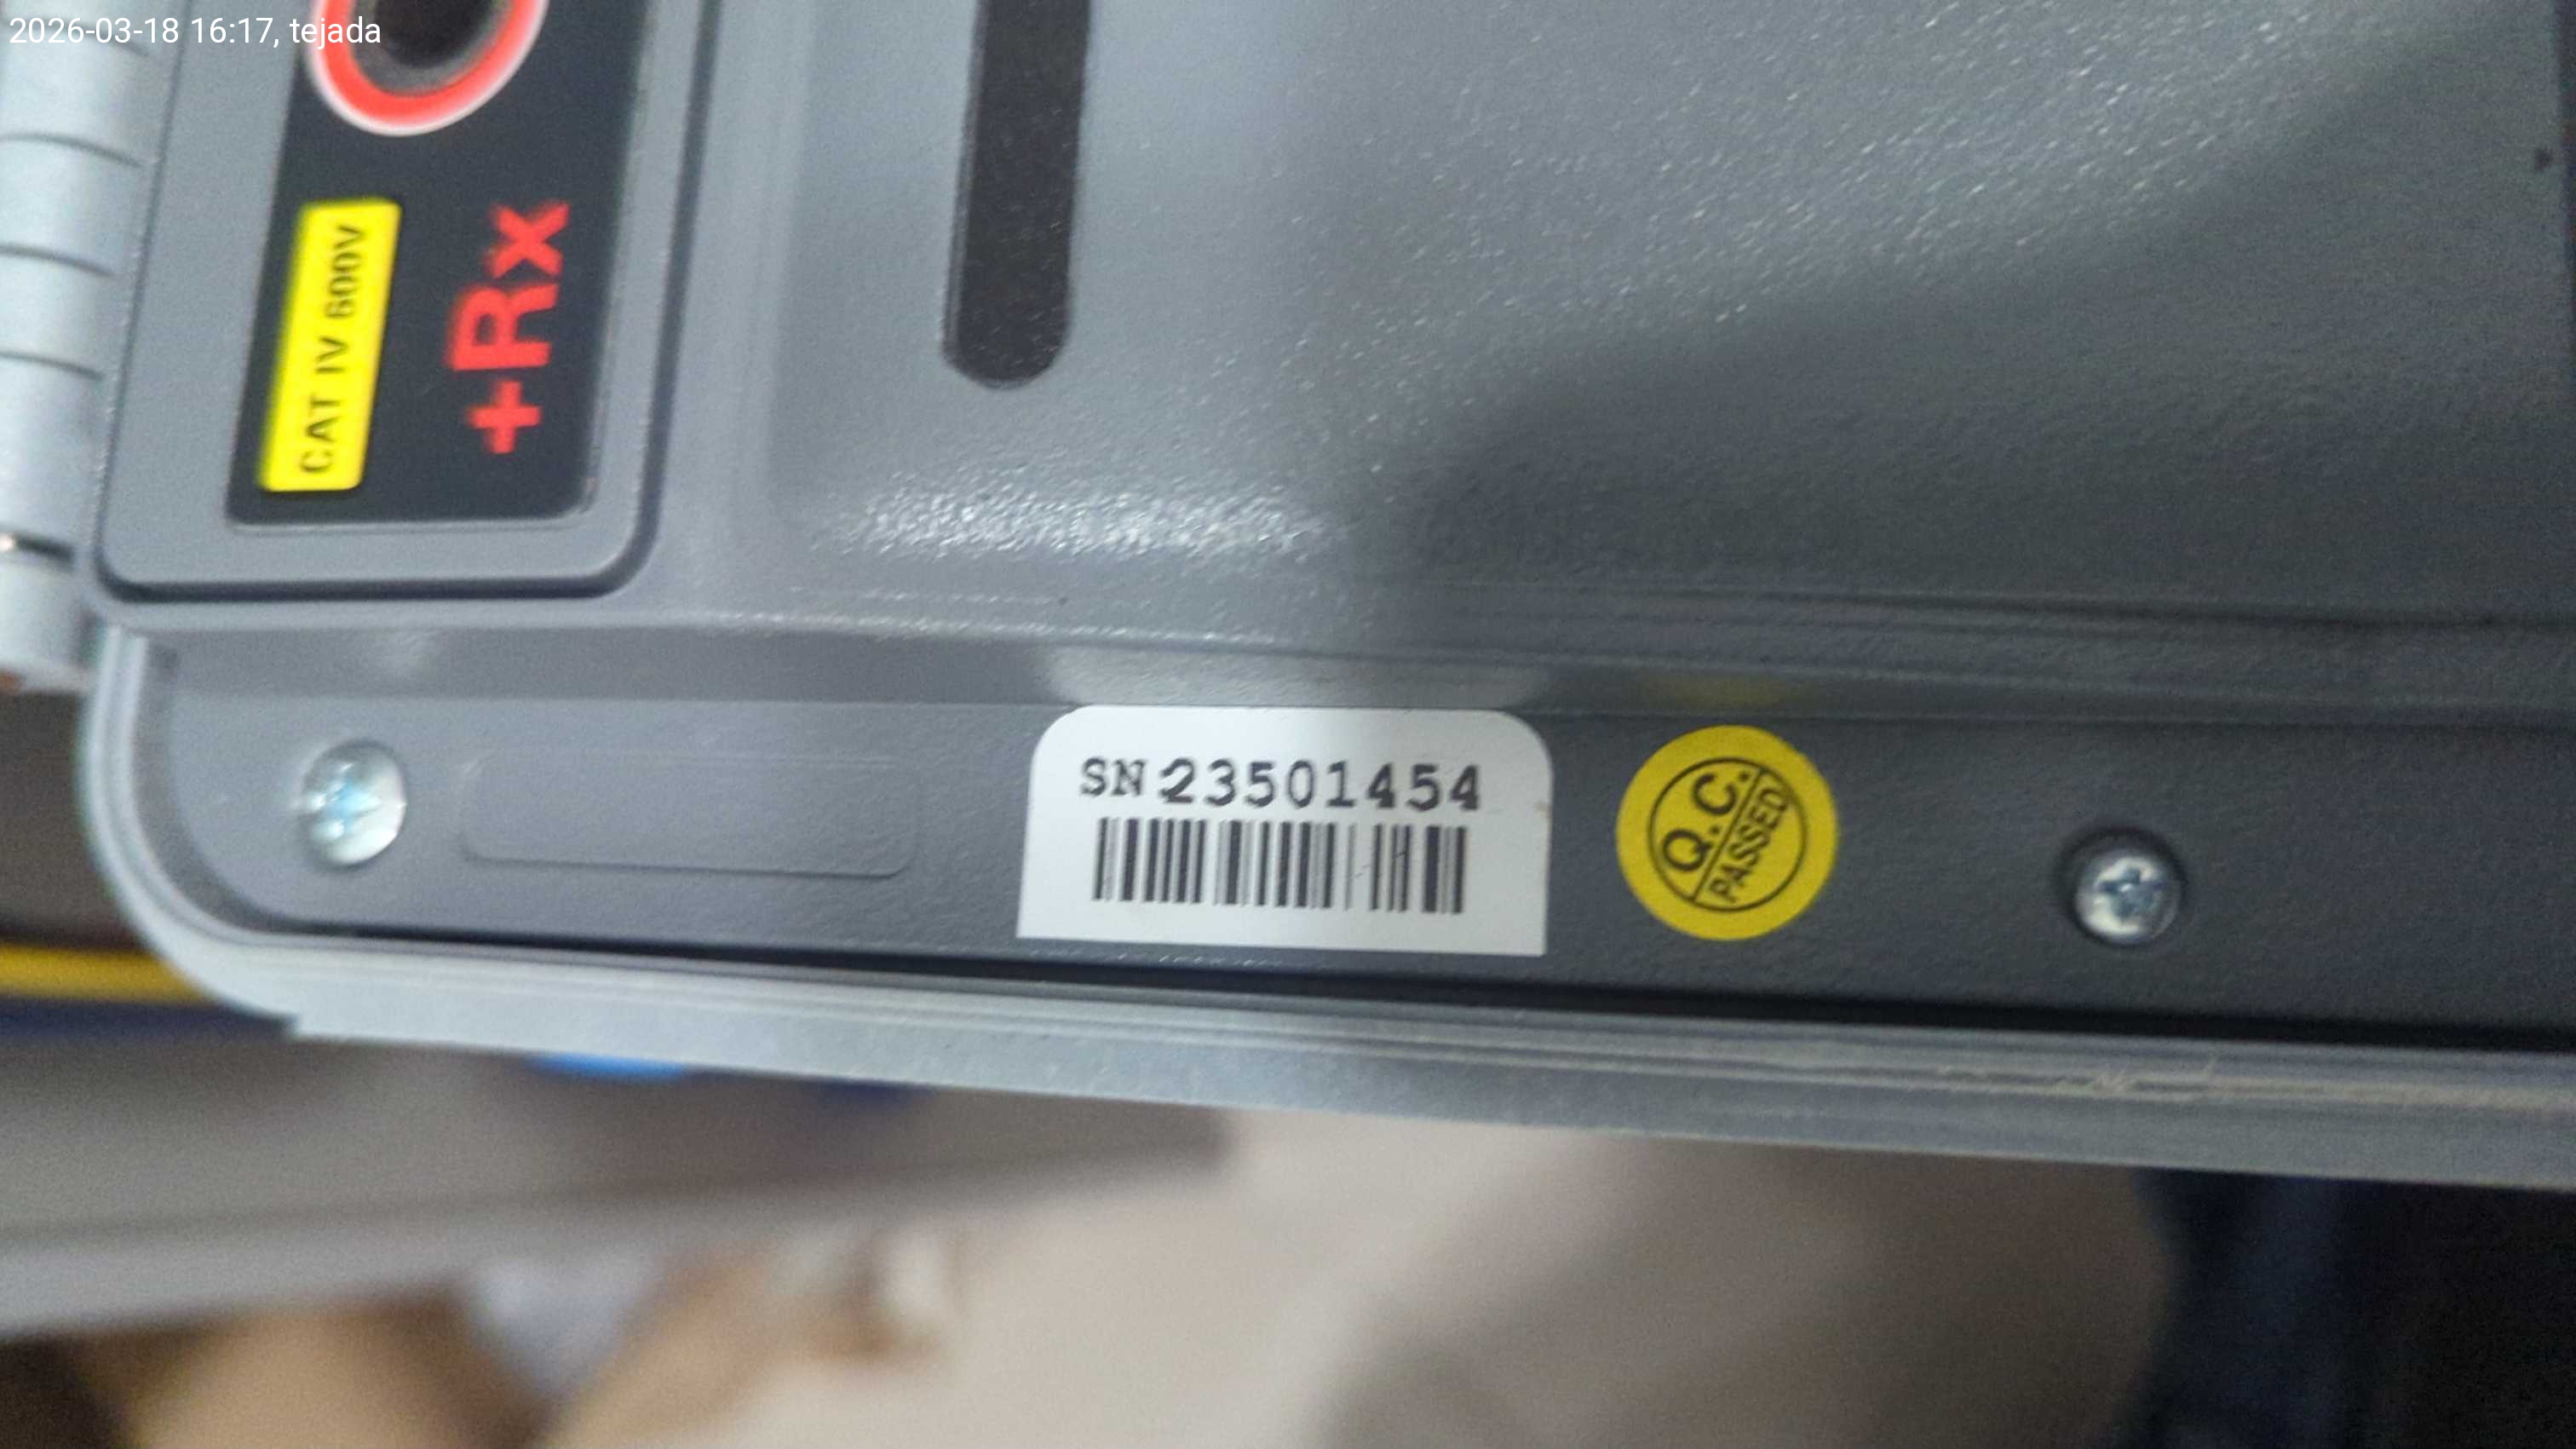 2026-03-18 16:17, tejada
CAT IV 600V
+Rx
SN 23501454
Q.C.
PASSED